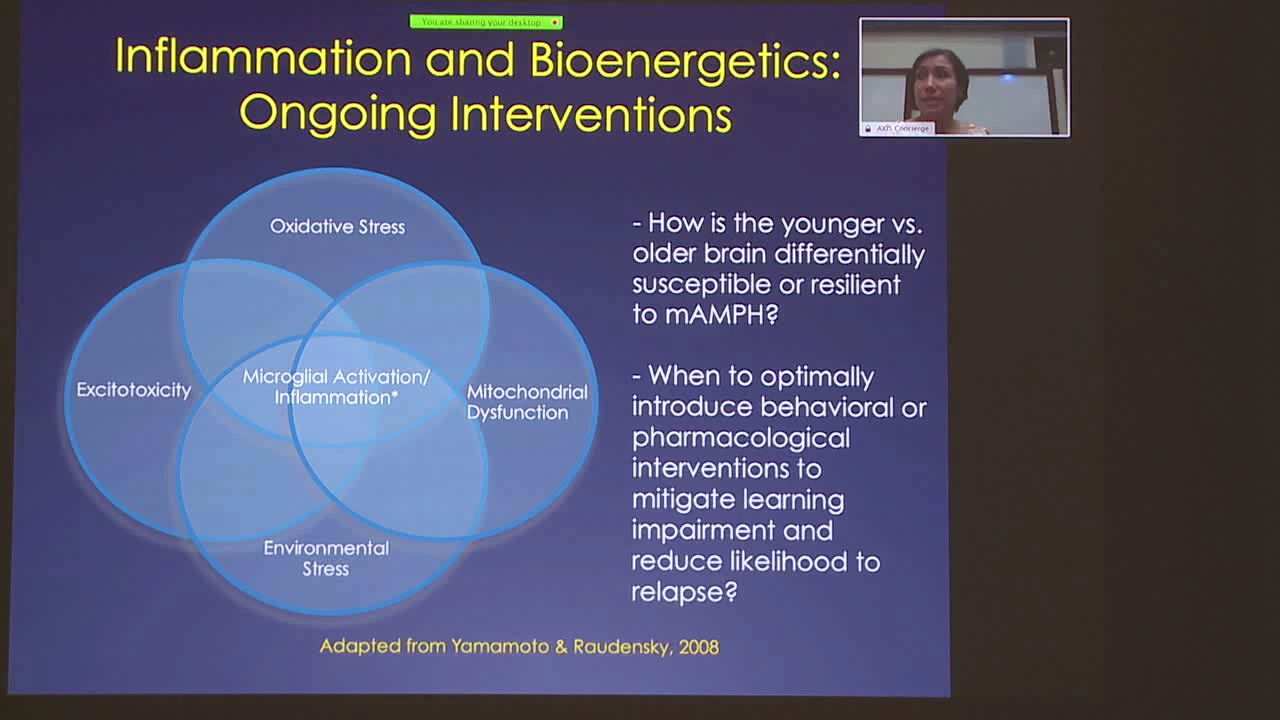 You are sharing your desktop.
Inflammation and Bioenergetics:
Ongoing Interventions
AXIS Concierge
Oxidative Stress
Excitotoxicity
Microglial Activation/
Inflammation*
Mitochondrial
Dysfunction
Environmental
Stress
- How is the younger vs.
older brain differentially
susceptible or resilient
to mAMPH?
- When to optimally
introduce behavioral or
pharmacological
interventions to
mitigate learning
impairment and
reduce likelihood to
relapse?
Adapted from Yamamoto & Raudensky, 2008